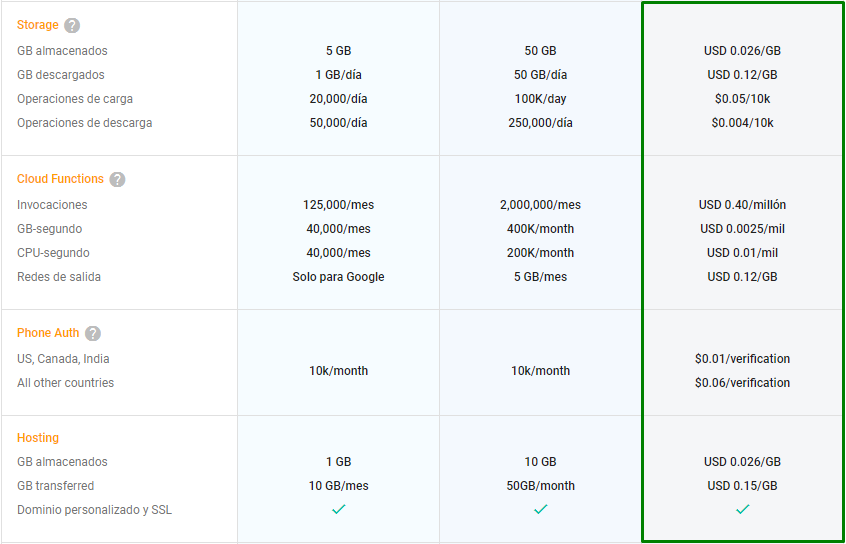 Storage ?
GB almacenados 5 GB 50 GB USD 0.026/GB
GB descargados 1 GB/día 50 GB/día USD 0.12/GB
Operaciones de carga 20,000/día 100K/day $0.05/10k
Operaciones de descarga 50,000/día 250,000/día $0.004/10k
Cloud Functions ?
Invocaciones 125,000/mes 2,000,000/mes USD 0.40/millón
GB-segundo 40,000/mes 400K/month USD 0.0025/mil
CPU-segundo 40,000/mes 200K/month USD 0.01/mil
Redes de salida Solo para Google 5 GB/mes USD 0.12/GB
Phone Auth ?
US, Canada, India $0.01/verification
10k/month 10k/month
All other countries $0.06/verification
Hosting
GB almacenados 1 GB 10 GB USD 0.026/GB
GB transferred 10 GB/mes 50GB/month USD 0.15/GB
Dominio personalizado y SSL